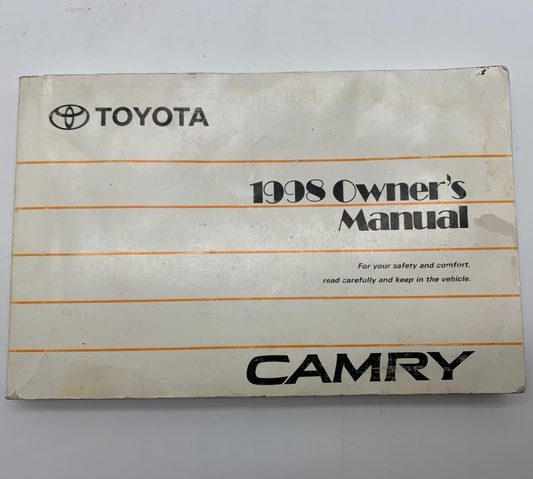 TOYOTA
1998 Owner's
Manual
For your safety and comfort,
read carefully and keep in the vehicle.
CAMRY